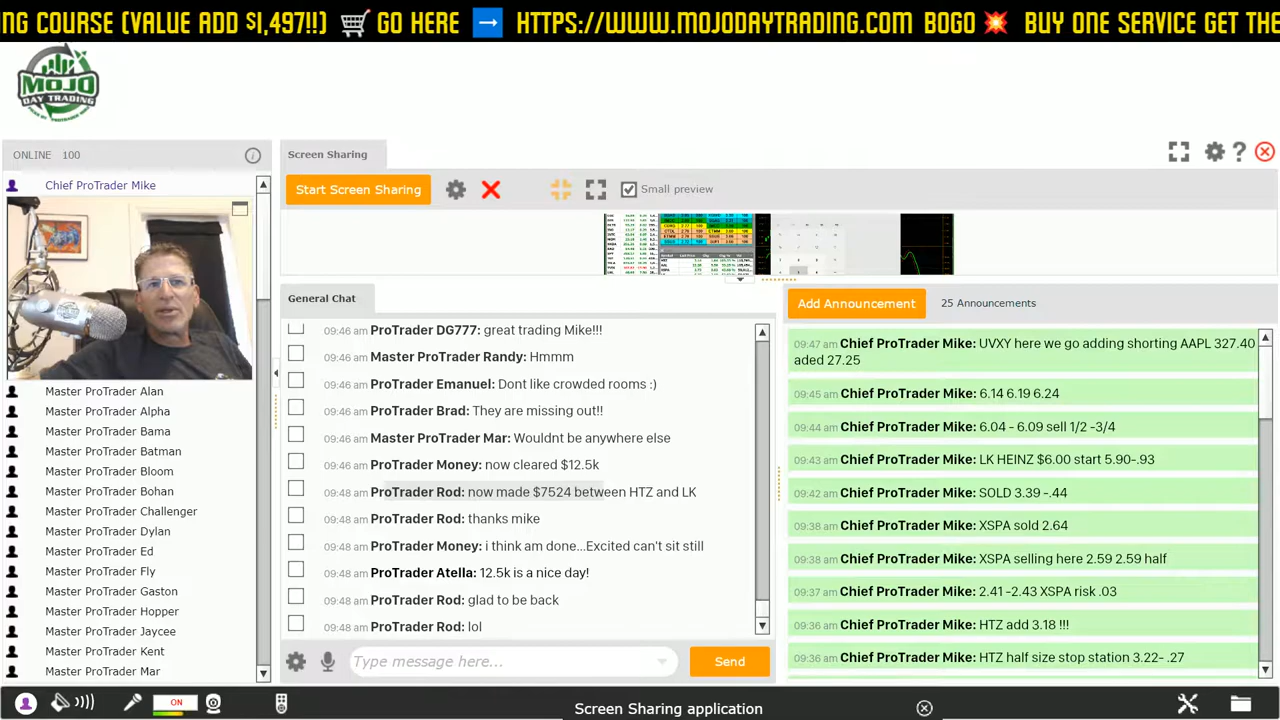 NG COURSE (VALUE ADD $1,497!!) GO HERE HTTPS://WWW.MOJODAYTRADING.COM BOGO BUY ONE SERVICE GET THE
MOJO
DAY TRADING
ONLINE 100
Chief ProTrader Mike
Master ProTrader Alan
Master ProTrader Alpha
Master ProTrader Bama
Master ProTrader Batman
Master ProTrader Bloom
Master ProTrader Bohan
Master ProTrader Challenger
Master ProTrader Dylan
Master ProTrader Ed
Master ProTrader Fly
Master ProTrader Gaston
Master ProTrader Hopper
Master ProTrader Jaycee
Master ProTrader Kent
Master ProTrader Mar
Screen Sharing
Start Screen Sharing
Small preview
General Chat
09:46 am ProTrader DG777: great trading Mike!!!
09:46 am Master ProTrader Randy: Hmmm
09:46 am ProTrader Emanuel: Dont like crowded rooms :)
09:46 am ProTrader Brad: They are missing out!!
09:46 am Master ProTrader Mar: Wouldnt be anywhere else
09:46 am ProTrader Money: now cleared $12.5k
09:48 am ProTrader Rod: now made $7524 between HTZ and LK
09:48 am ProTrader Rod: thanks mike
09:48 am ProTrader Money: i think am done...Excited can't sit still
09:48 am ProTrader Atella: 12.5k is a nice day!
09:48 am ProTrader Rod: glad to be back
09:48 am ProTrader Rod: lol
Type message here...
Send
Add Announcement
25 Announcements
09:47 am Chief ProTrader Mike: UVXY here we go adding shorting AAPL 327.40
aded 27.25
09:45 am Chief ProTrader Mike: 6.14 6.19 6.24
09:44 am Chief ProTrader Mike: 6.04 - 6.09 sell 1/2 -3/4
09:43 am Chief ProTrader Mike: LK HEINZ $6.00 start 5.90-.93
09:42 am Chief ProTrader Mike: SOLD 3.39 -.44
09:38 am Chief ProTrader Mike: XSPA sold 2.64
09:38 am Chief ProTrader Mike: XSPA selling here 2.59 2.59 half
09:37 am Chief ProTrader Mike: 2.41 -2.43 XSPA risk .03
09:36 am Chief ProTrader Mike: HTZ add 3.18 !!!
09:36 am Chief ProTrader Mike: HTZ half size stop station 3.22- .27
ON
Screen Sharing application